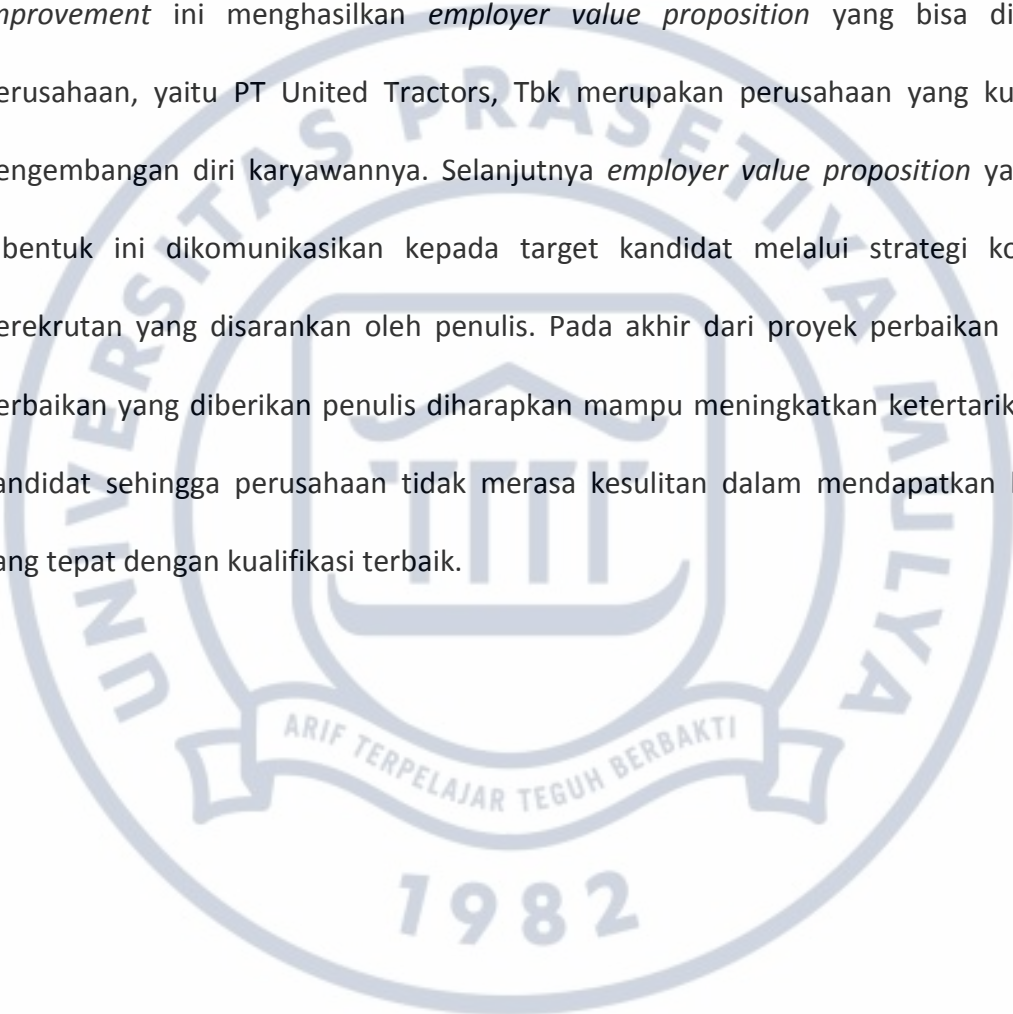 mprovement ini menghasilkan employer value proposition yang bisa di
erusahaan, yaitu PT United Tractors, Tbk merupakan perusahaan yang ku
engembangan diri karyawannya. Selanjutnya employer value proposition ya
bentuk ini dikomunikasikan kepada target kandidat melalui strategi ko
erekrutan yang disarankan oleh penulis. Pada akhir dari proyek perbaikan
erbaikan yang diberikan penulis diharapkan mampu meningkatkan ketertarik
andidat sehingga perusahaan tidak merasa kesulitan dalam mendapatkan
ang tepat dengan kualifikasi terbaik.
UNIVERSITAS PRASETIYA MULYA
ARIF TERPELAJAR TEGUH BERBAKTI
1982